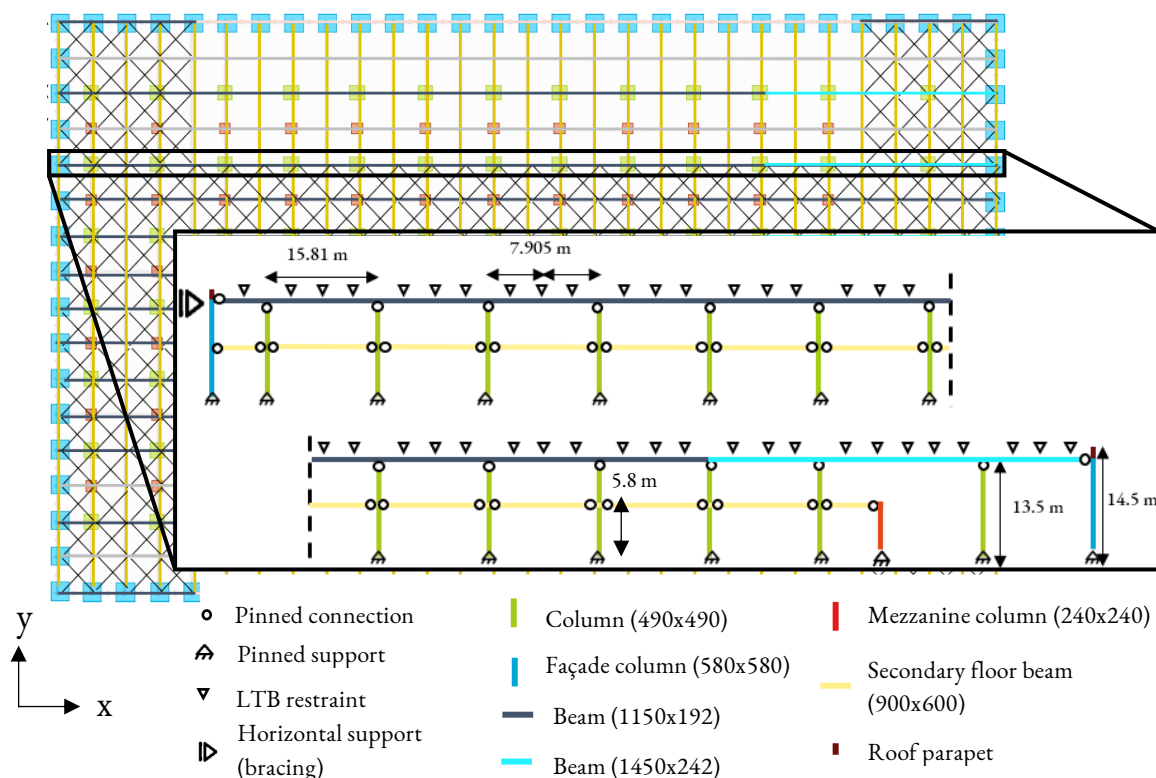 15.81 m
7.905 m
5.8 m
13.5 m
14.5 m
y
x
Pinned connection
Pinned support
LTB restraint
Horizontal support
(bracing)
Column (490x490)
Façade column (580x580)
Beam (1150x192)
Beam (1450x242)
Mezzanine column (240x240)
Secondary floor beam
(900x600)
Roof parapet